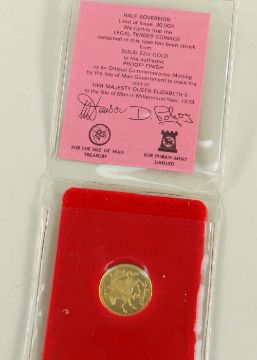 HALF SOVEREIGN
Limit of Issue, 30,000
We Certify that the
LEGAL TENDER COINAGE
contained in this case has been struck
from
SOLID 22ct GOLD
to the authentic
PROOF FINISH
by an Official Commemorative Minting
by the Isle of Man Government to mark the
visit of
HER MAJESTY QUEEN ELIZABETH II
to the Isle of Man in Millennium Year, 1979
FOR THE ISLE OF MAN
TREASURY
FOR POBJOY MINT
LIMITED